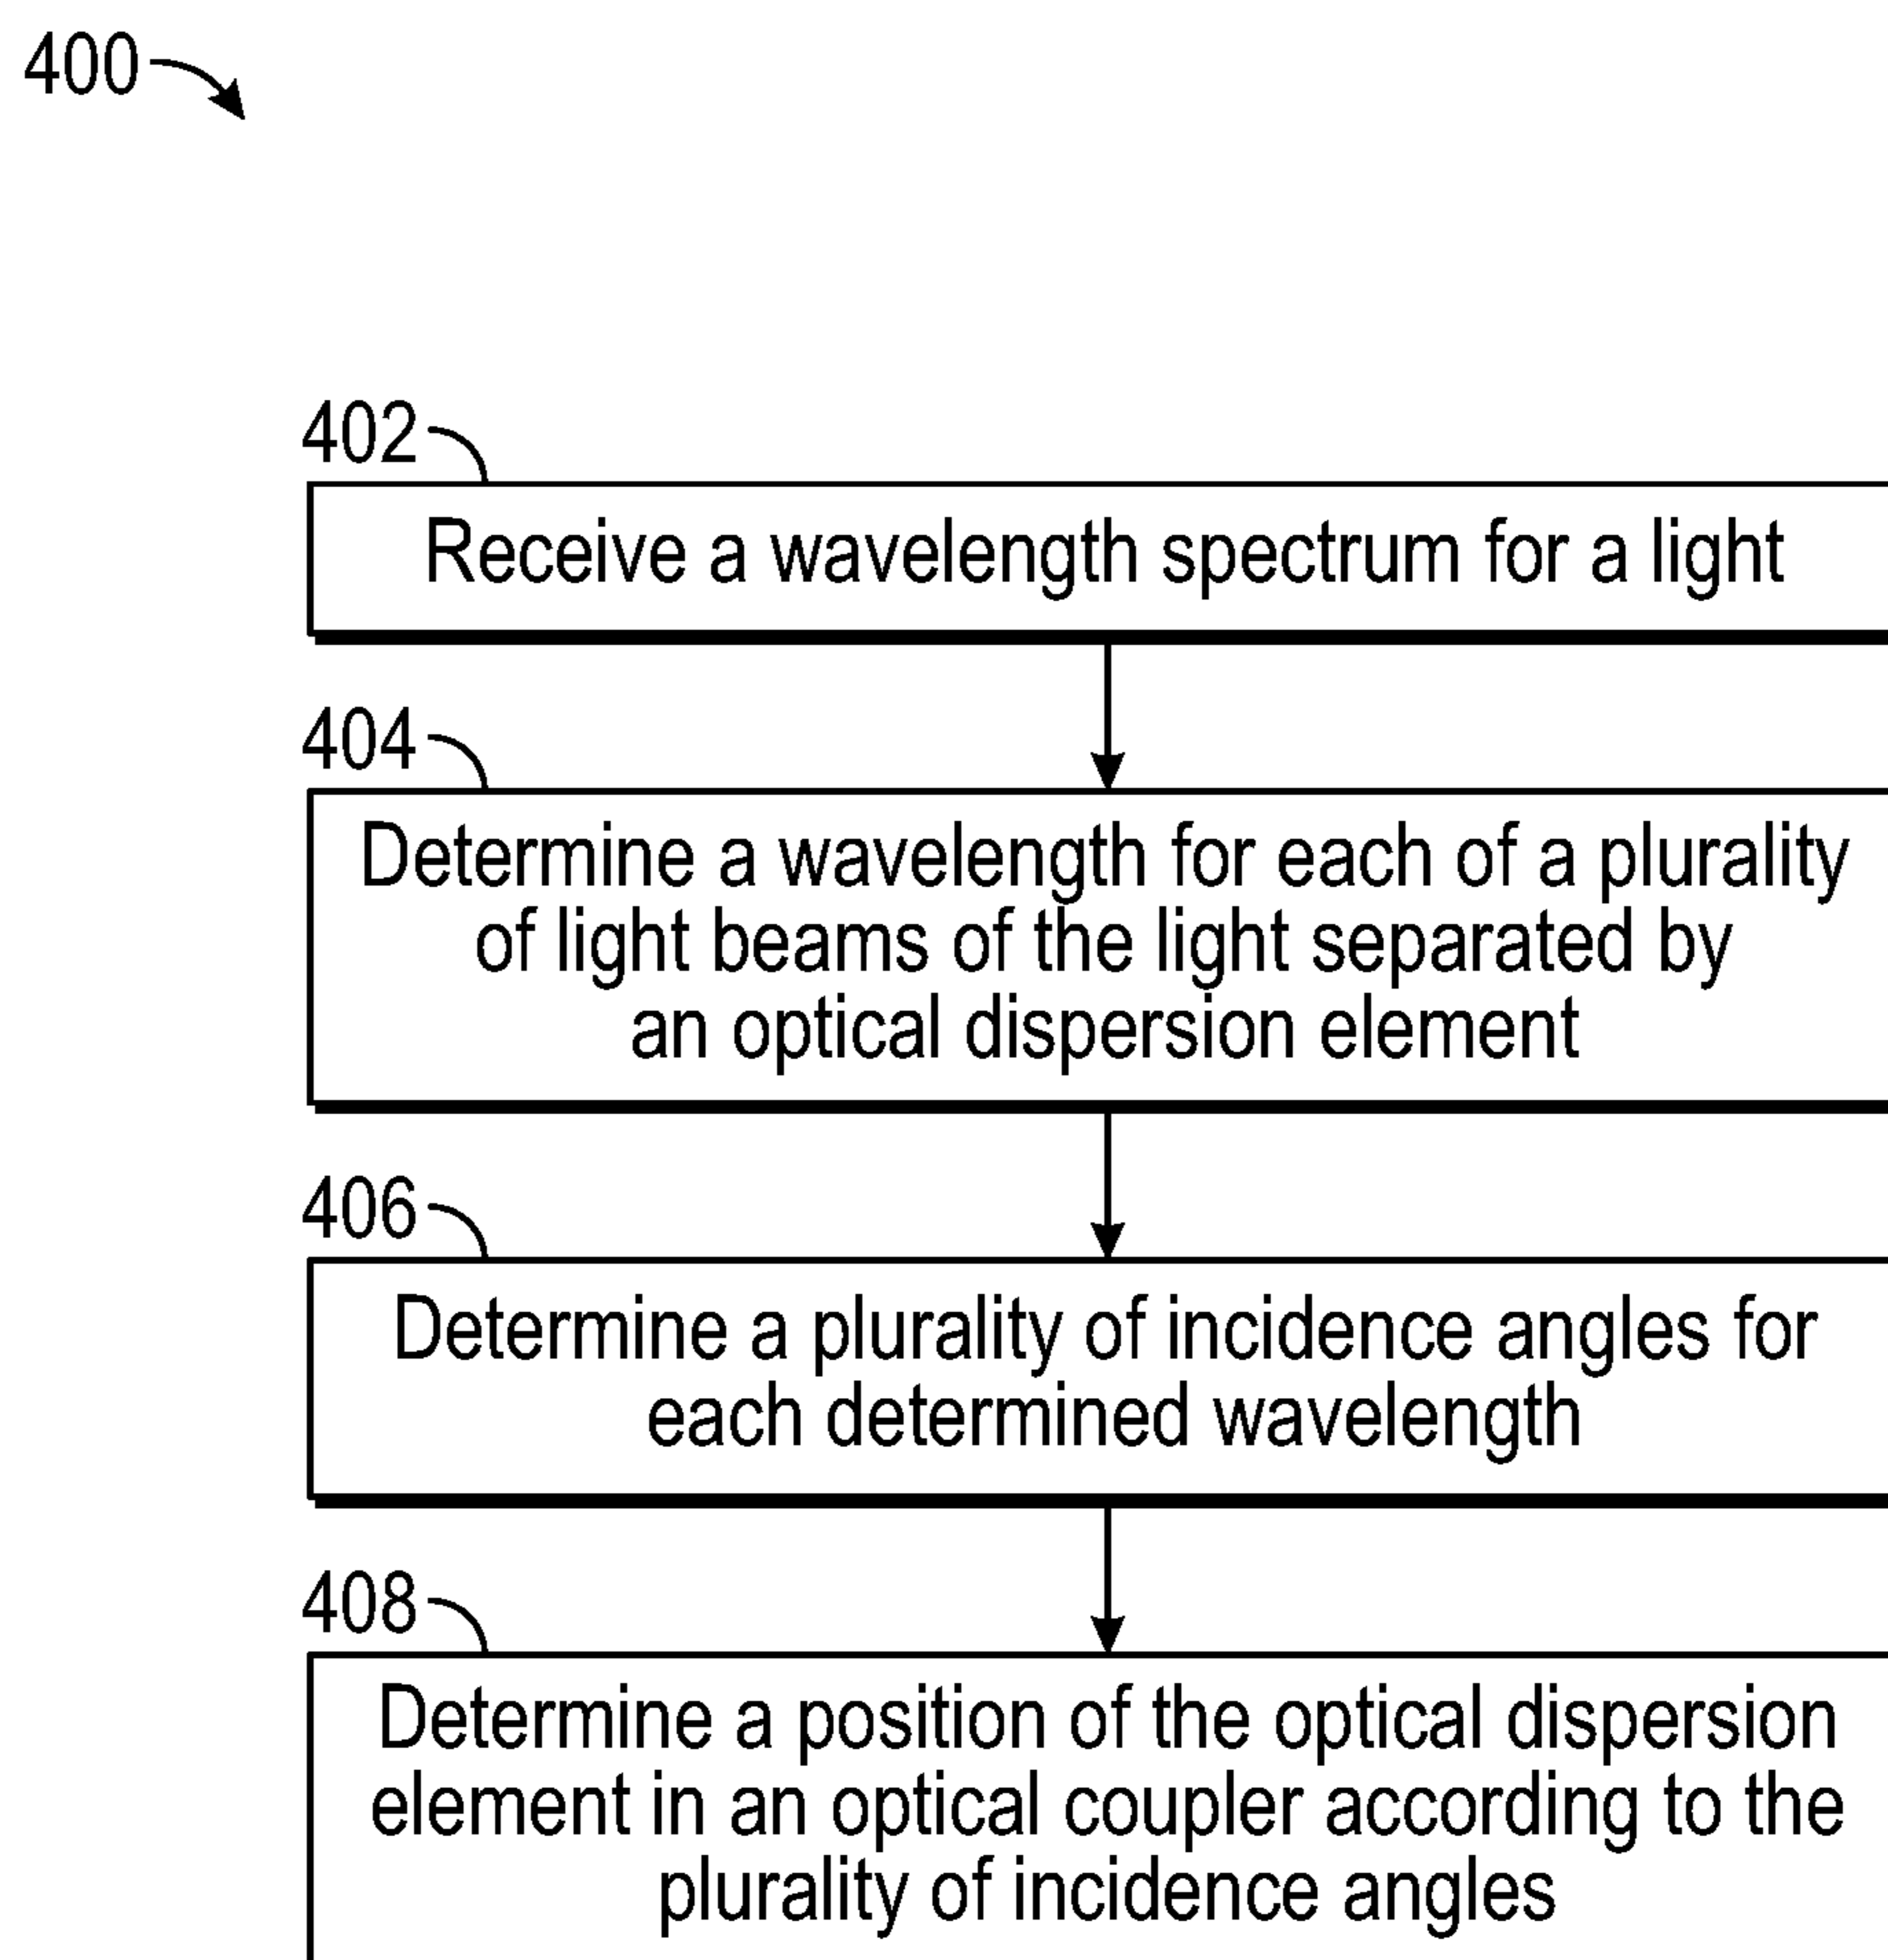 400
402
Receive a wavelength spectrum for a light
404
Determine a wavelength for each of a plurality
of light beams of the light separated by
an optical dispersion element
406
Determine a plurality of incidence angles for
each determined wavelength
408
Determine a position of the optical dispersion
element in an optical coupler according to the
plurality of incidence angles